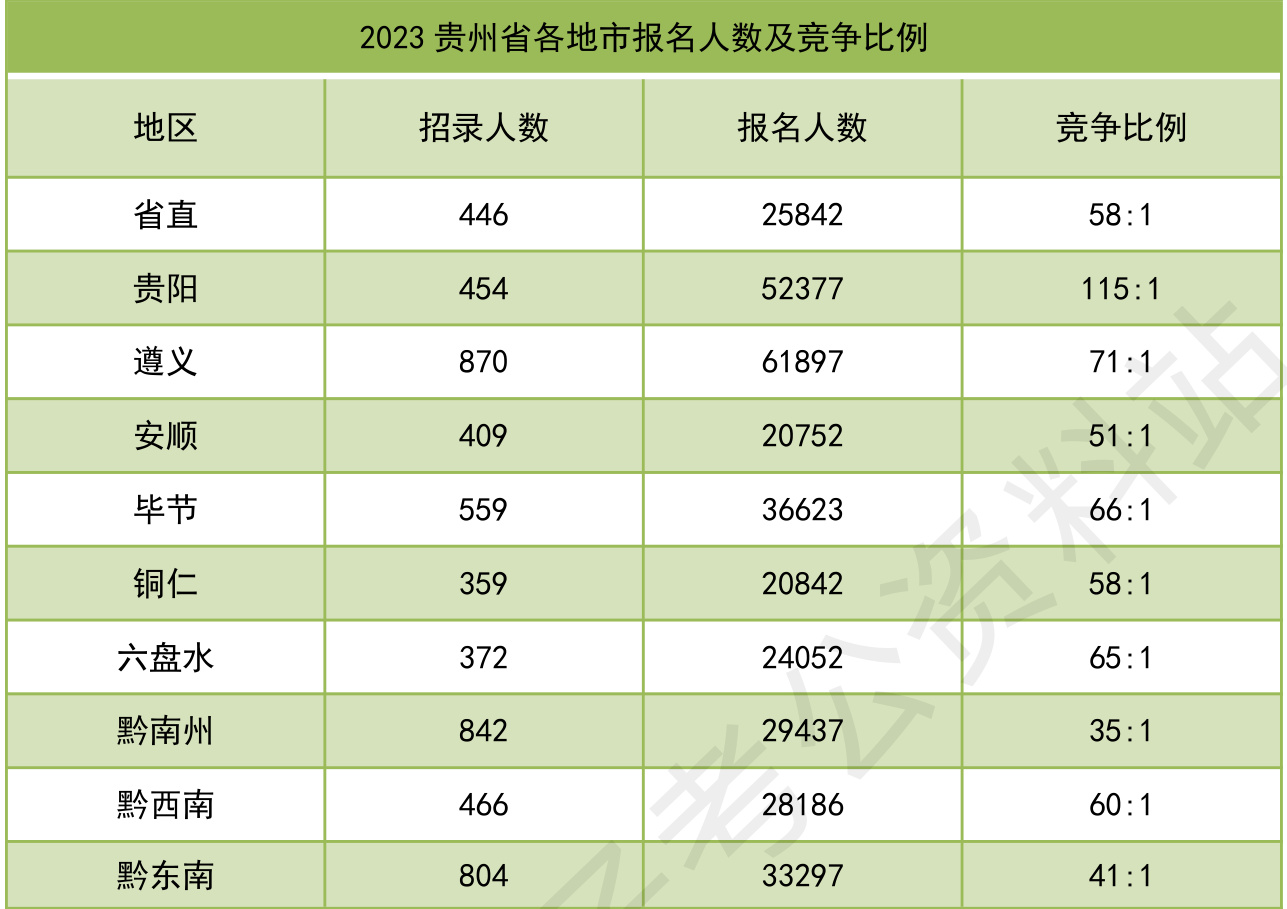 2023 贵州省各地市报名人数及竞争比例
地区 招录人数 报名人数 竞争比例
省直 446 25842 58:1
贵阳 454 52377 115:1
遵义 870 61897 71:1
安顺 409 20752 51:1
毕节 559 36623 66:1
铜仁 359 20842 58:1
六盘水 372 24052 65:1
黔南州 842 29437 35:1
黔西南 466 28186 60:1
黔东南 804 33297 41:1
考公资料站